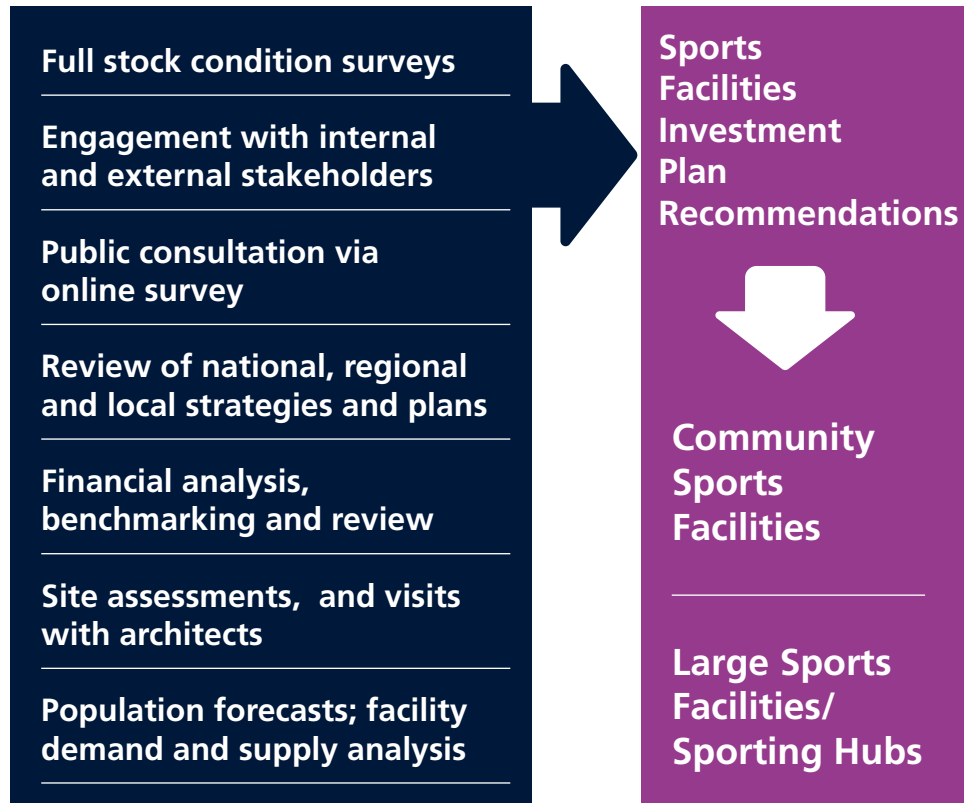 Full stock condition surveys
Engagement with internal
and external stakeholders
Public consultation via
online survey
Review of national, regional
and local strategies and plans
Financial analysis,
benchmarking and review
Site assessments,  and visits
with architects
Population forecasts; facility
demand and supply analysis
Sports
Facilities
Investment
Plan
Recommendations
Community
Sports
Facilities
Large Sports
Facilities/
Sporting Hubs